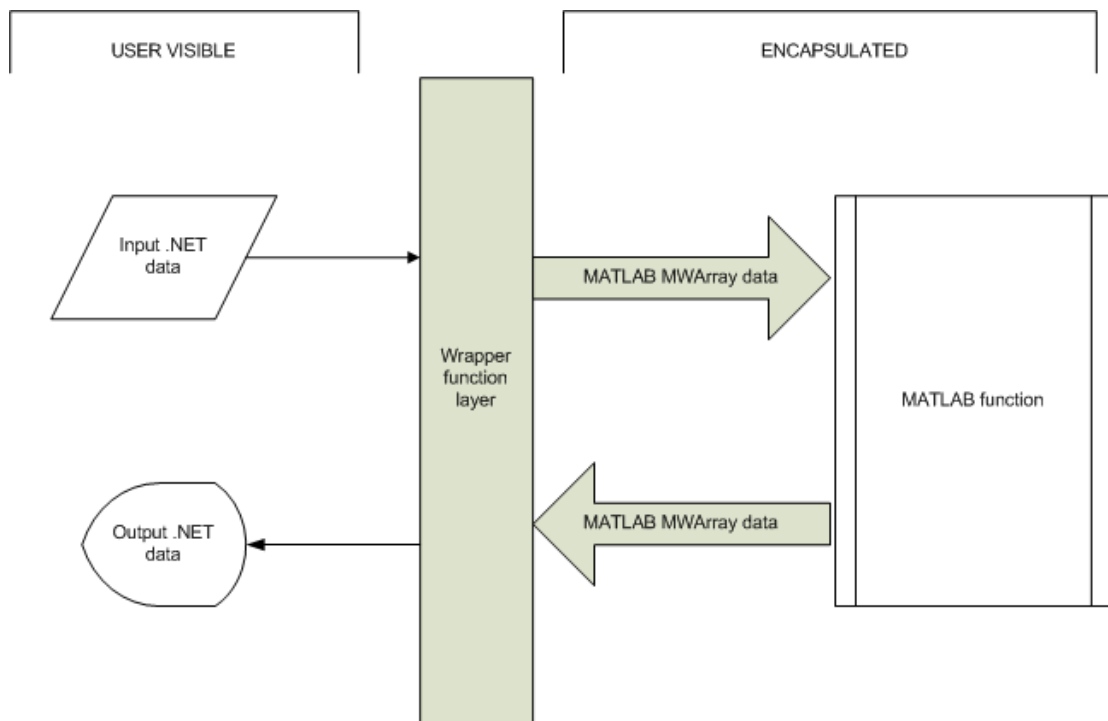 USER VISIBLE
ENCAPSULATED
Input .NET
data
MATLAB MWArray data
Wrapper
function
layer
MATLAB function
MATLAB MWArray data
Output .NET
data